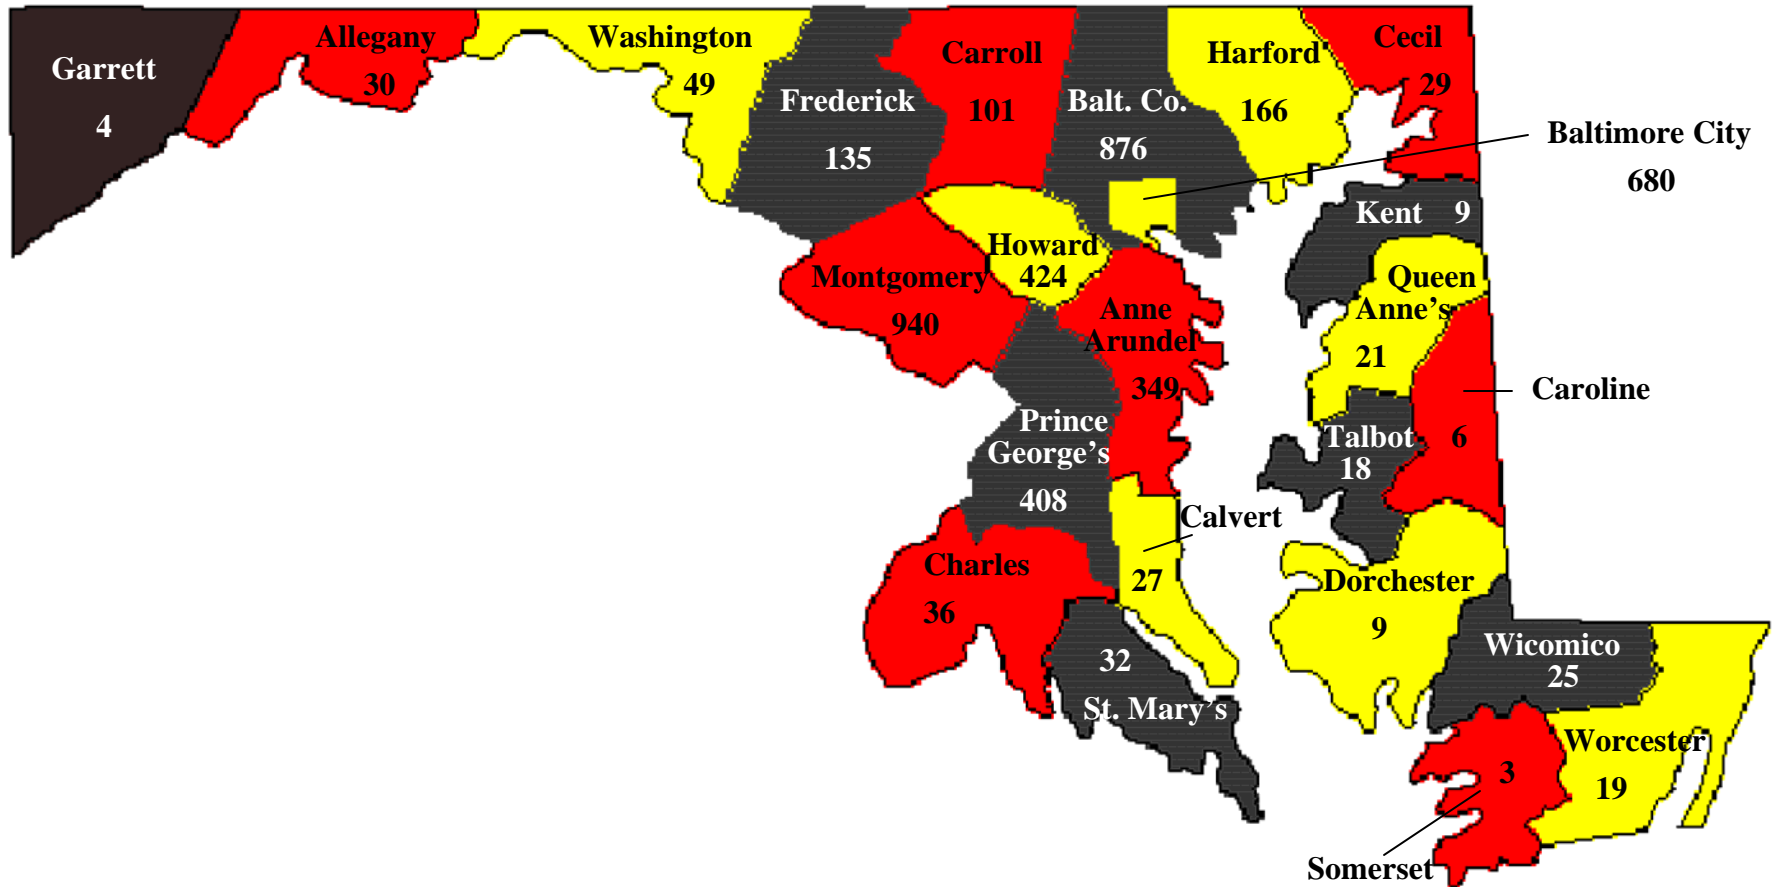 Garrett
4
Allegany
30
Washington
49
Frederick
135
Carroll
101
Balt. Co.
876
Harford
166
Cecil
29
Baltimore City
680
Kent 9
Howard
424
Montgomery
940
Anne
Arundel
349
Queen
Anne’s
21
Caroline
6
Prince
George’s
408
Talbot
18
Calvert
27
Charles
36
Dorchester
9
32
St. Mary’s
Wicomico
25
Worcester
19
3
Somerset